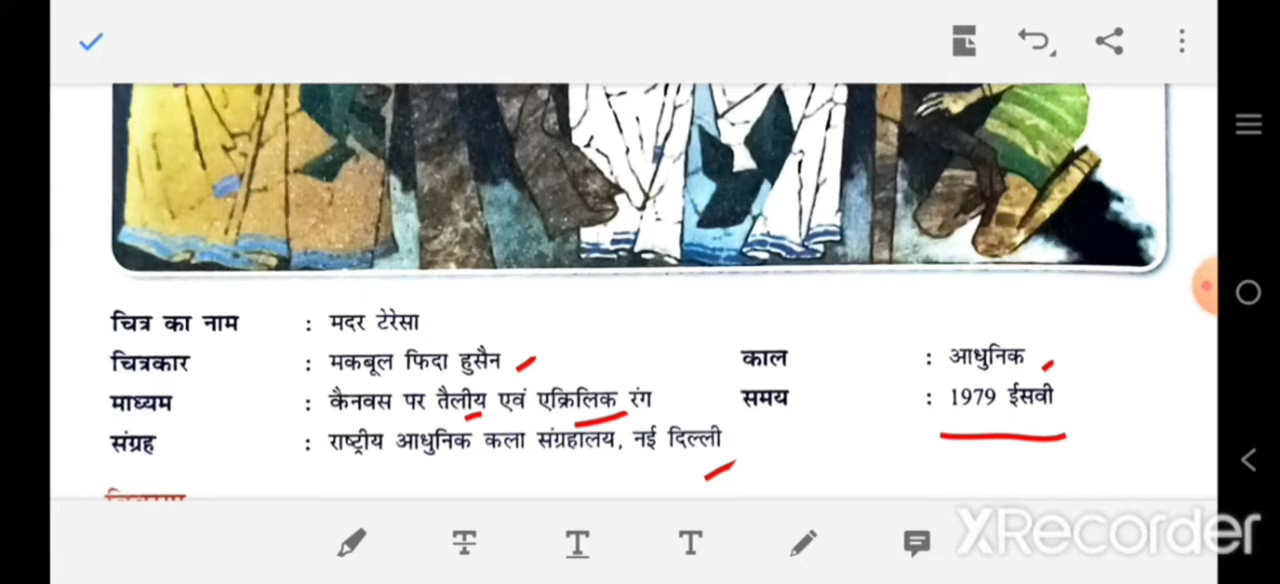 चित्र का नाम : मदर टेरेसा
चित्रकार : मकबूल फिदा हुसैन काल : आधुनिक
माध्यम : कैनवस पर तैलीय एवं एक्रिलिक रंग समय : 1979 ईसवी
संग्रह : राष्ट्रीय आधुनिक कला संग्रहालय, नई दिल्ली
T T T
XRecorder